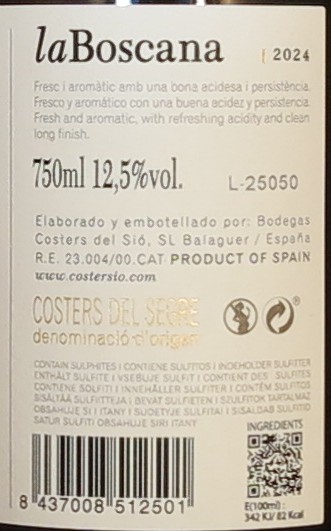 laBoscana | 2024
Fresc i aromàtic amb una bona acidesa i persistència.
Fresco y aromático con una buena acidez y persistencia.
Fresh and aromatic, with refreshing acidity and clean
long finish.
750ml 12,5%vol. L-25050
Elaborado y embotellado por: Bodegas
Costers del Sió, SL Balaguer / España
R.E. 23.004/00.CAT PRODUCT OF SPAIN
www.costersio.com
COSTERS DEL SEGRE
denominació d'origen
CONTAIN SULPHITES I CONTIENE SULFITOS I INDEHOLDER SULFITTER
ENTHÄLT SULFITE I VSEBUJE SULFIT I CONTIENT DES SULFITES
CONTIENE SOLFITI I INNEHÅLLER SULFITER I CONTÉM SULFITOS
SISÄLTÄÄ SULFIITTEJA I BEVAT SULFIETEN I SZULFITOK TARTALMAZ
OBSAHUJE SI I ITANY I SUDETYJE SULFITAI I SISALDAB SULFITIO
SATUR SULFITI OBSAHUJE SIRI ITANY
INGREDIENTS
8 437008 512501
E(100ml) :
342 KJ/ 82 Kcal